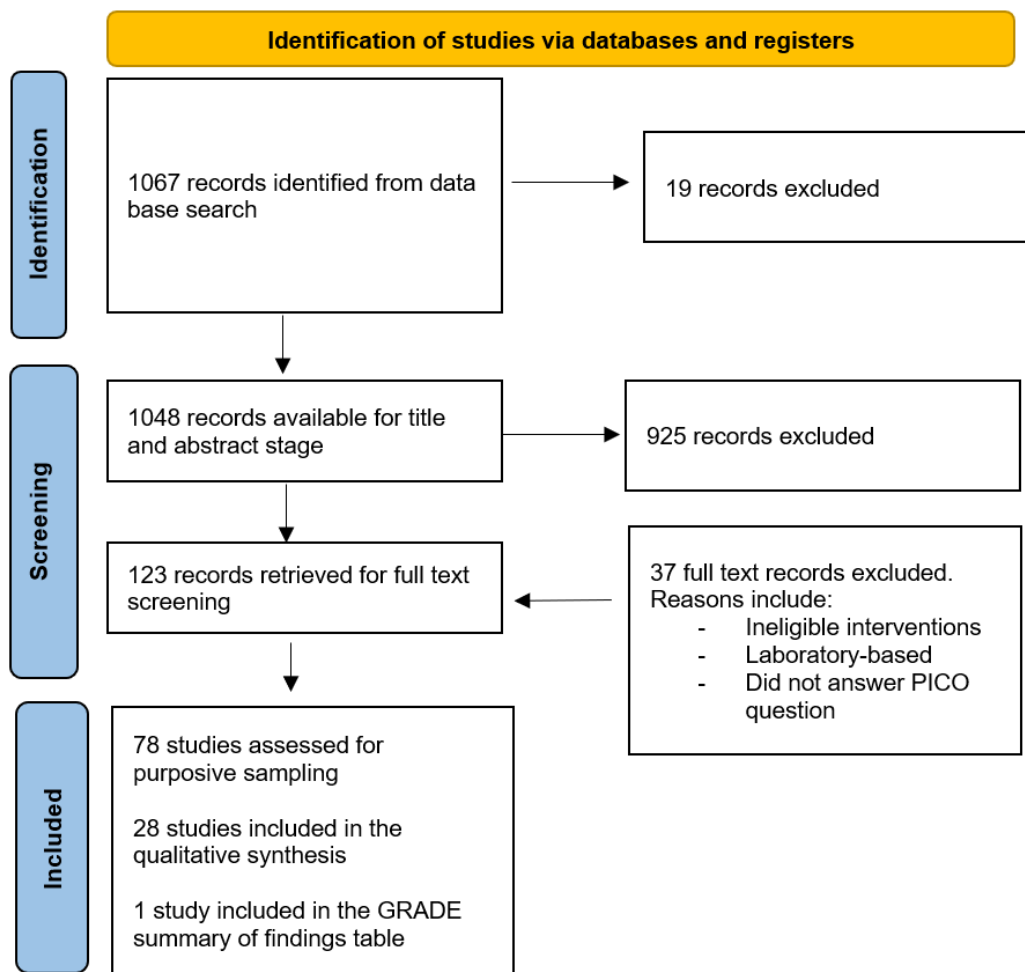 Identification of studies via databases and registers
Identification
1067 records identified from data
base search
19 records excluded
Screening
1048 records available for title
and abstract stage
925 records excluded
123 records retrieved for full text
screening
37 full text records excluded.
Reasons include:
- Ineligible interventions
- Laboratory-based
- Did not answer PICO
question
Included
78 studies assessed for
purposive sampling
28 studies included in the
qualitative synthesis
1 study included in the GRADE
summary of findings table